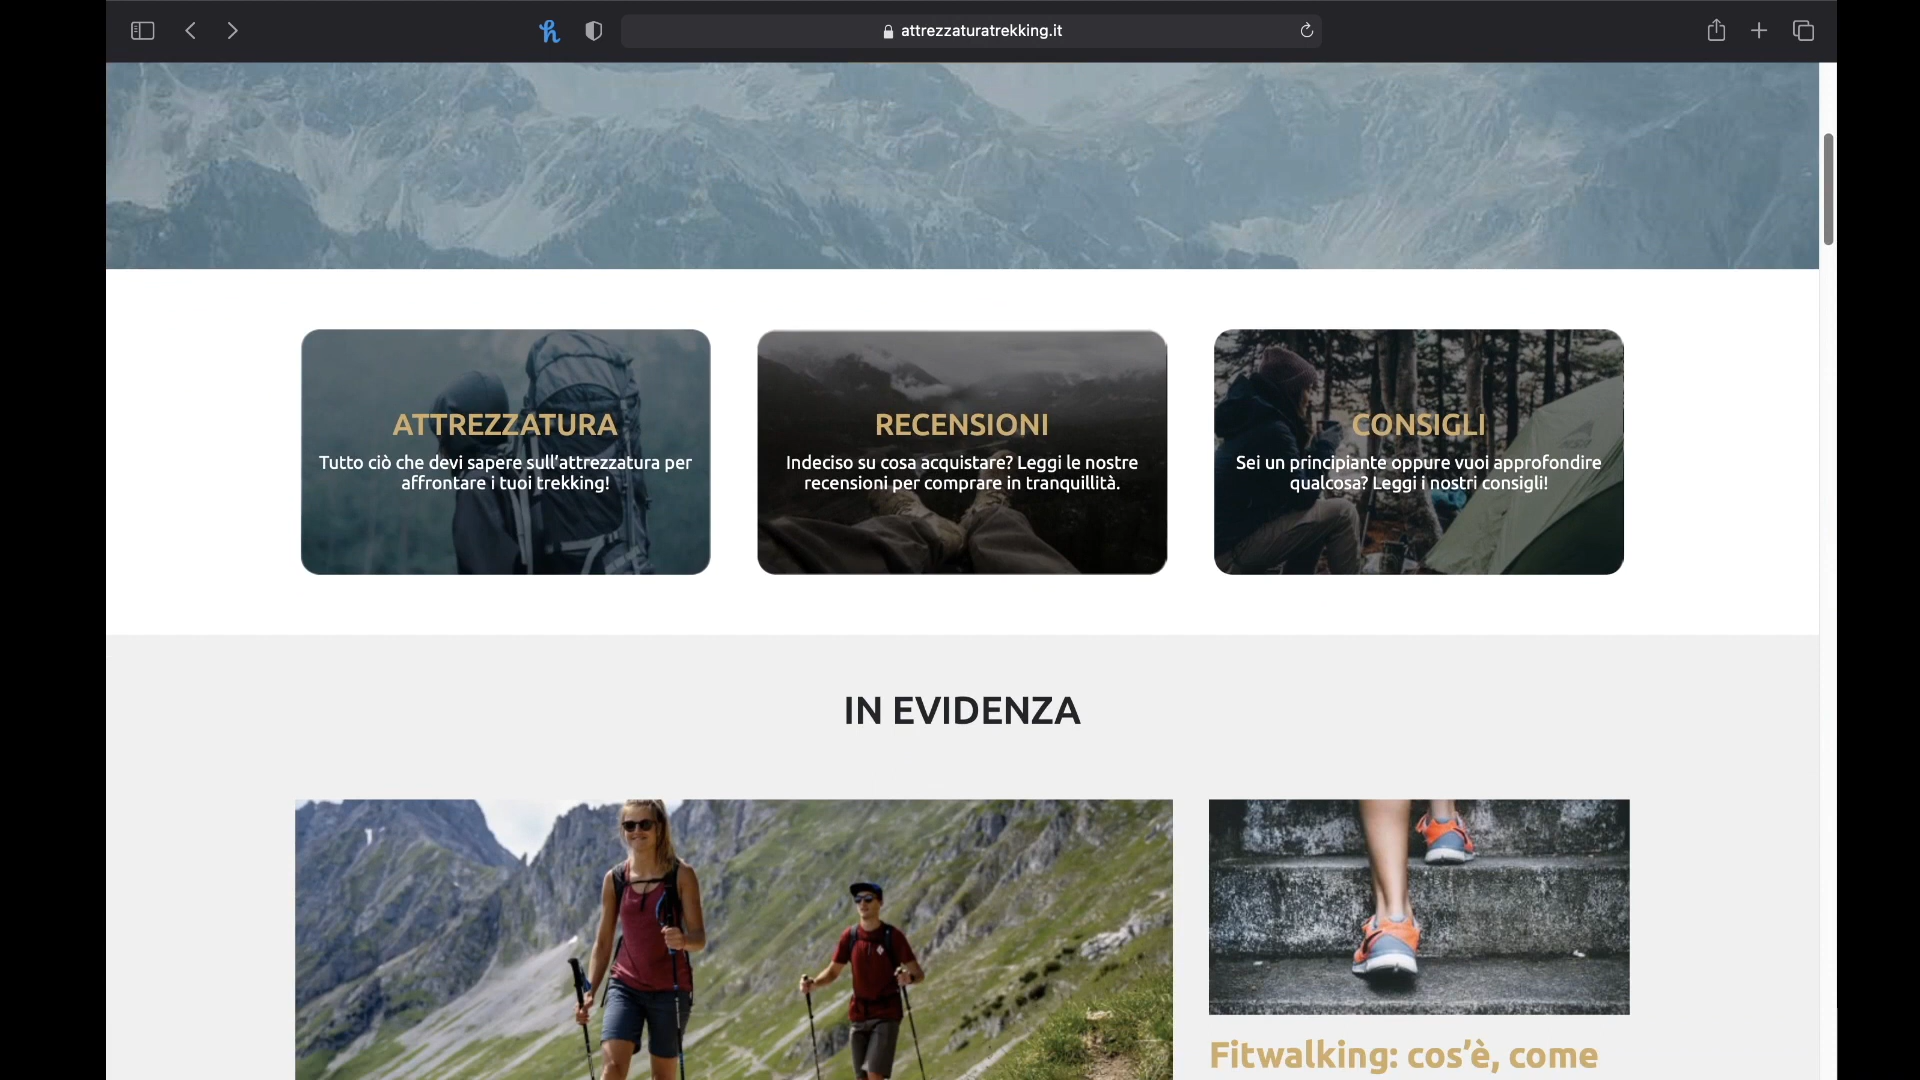 attrezzaturatrekking.it
ATTREZZATURA
Tutto ciò che devi sapere sull'attrezzatura per
affrontare i tuoi trekking!
RECENSIONI
Indeciso su cosa acquistare? Leggi le nostre
recensioni per comprare in tranquillità.
CONSIGLI
Sei un principiante oppure vuoi approfondire
qualcosa? Leggi i nostri consigli!
IN EVIDENZA
Fitwalking: cos'è, come